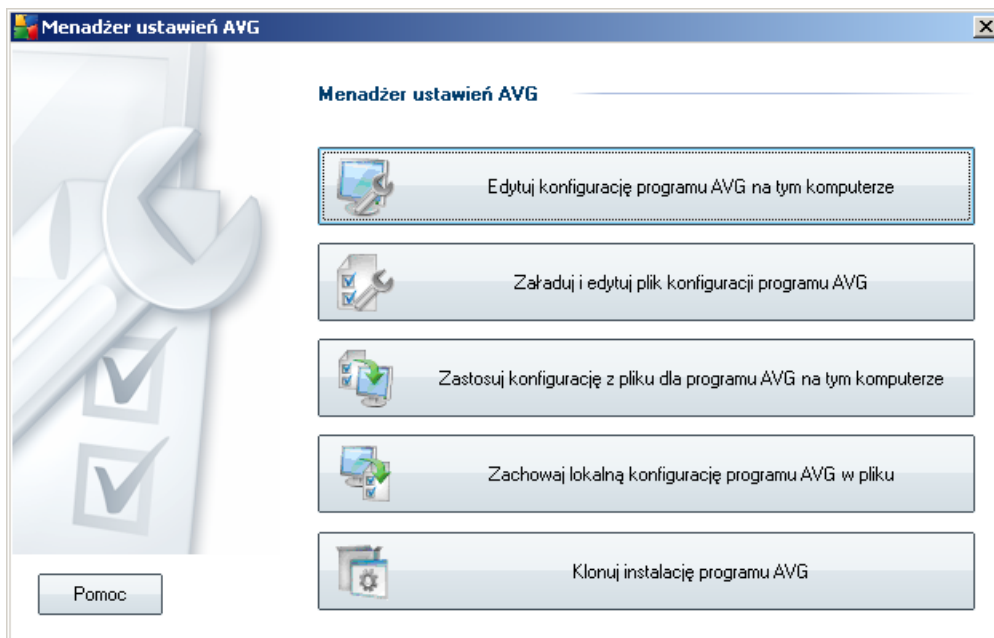 Menadżer ustawień AVG
Menadżer ustawień AVG
Edytuj konfigurację programu AVG na tym komputerze
Załaduj i edytuj plik konfiguracji programu AVG
Zastosuj konfigurację z pliku dla programu AVG na tym komputerze
Zachowaj lokalną konfigurację programu AVG w pliku
Klonuj instalację programu AVG
Pomoc